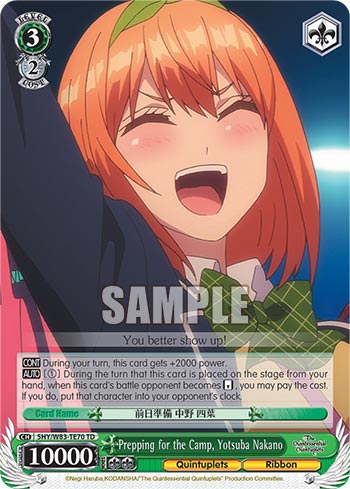 LEVEL
3
2
COST
SAMPLE
You better show up!
CONT During your turn, this card gets +2000 power.
AUTO [(1)] During the turn that this card is placed on the stage from your
hand, when this card's battle opponent becomes, you may pay the cost.
If you do, put that character into your opponent's clock.
Card Name 前日準備 中野 四葉
CH 5HY/W83-TE70 TD
Prepping for the Camp, Yotsuba Nakano
The Quintessential Quintuplets
10000
Quintuplets Ribbon
©Negi Haruba,KODANSHA/"The Quintessential Quintuplets" Production Committee.